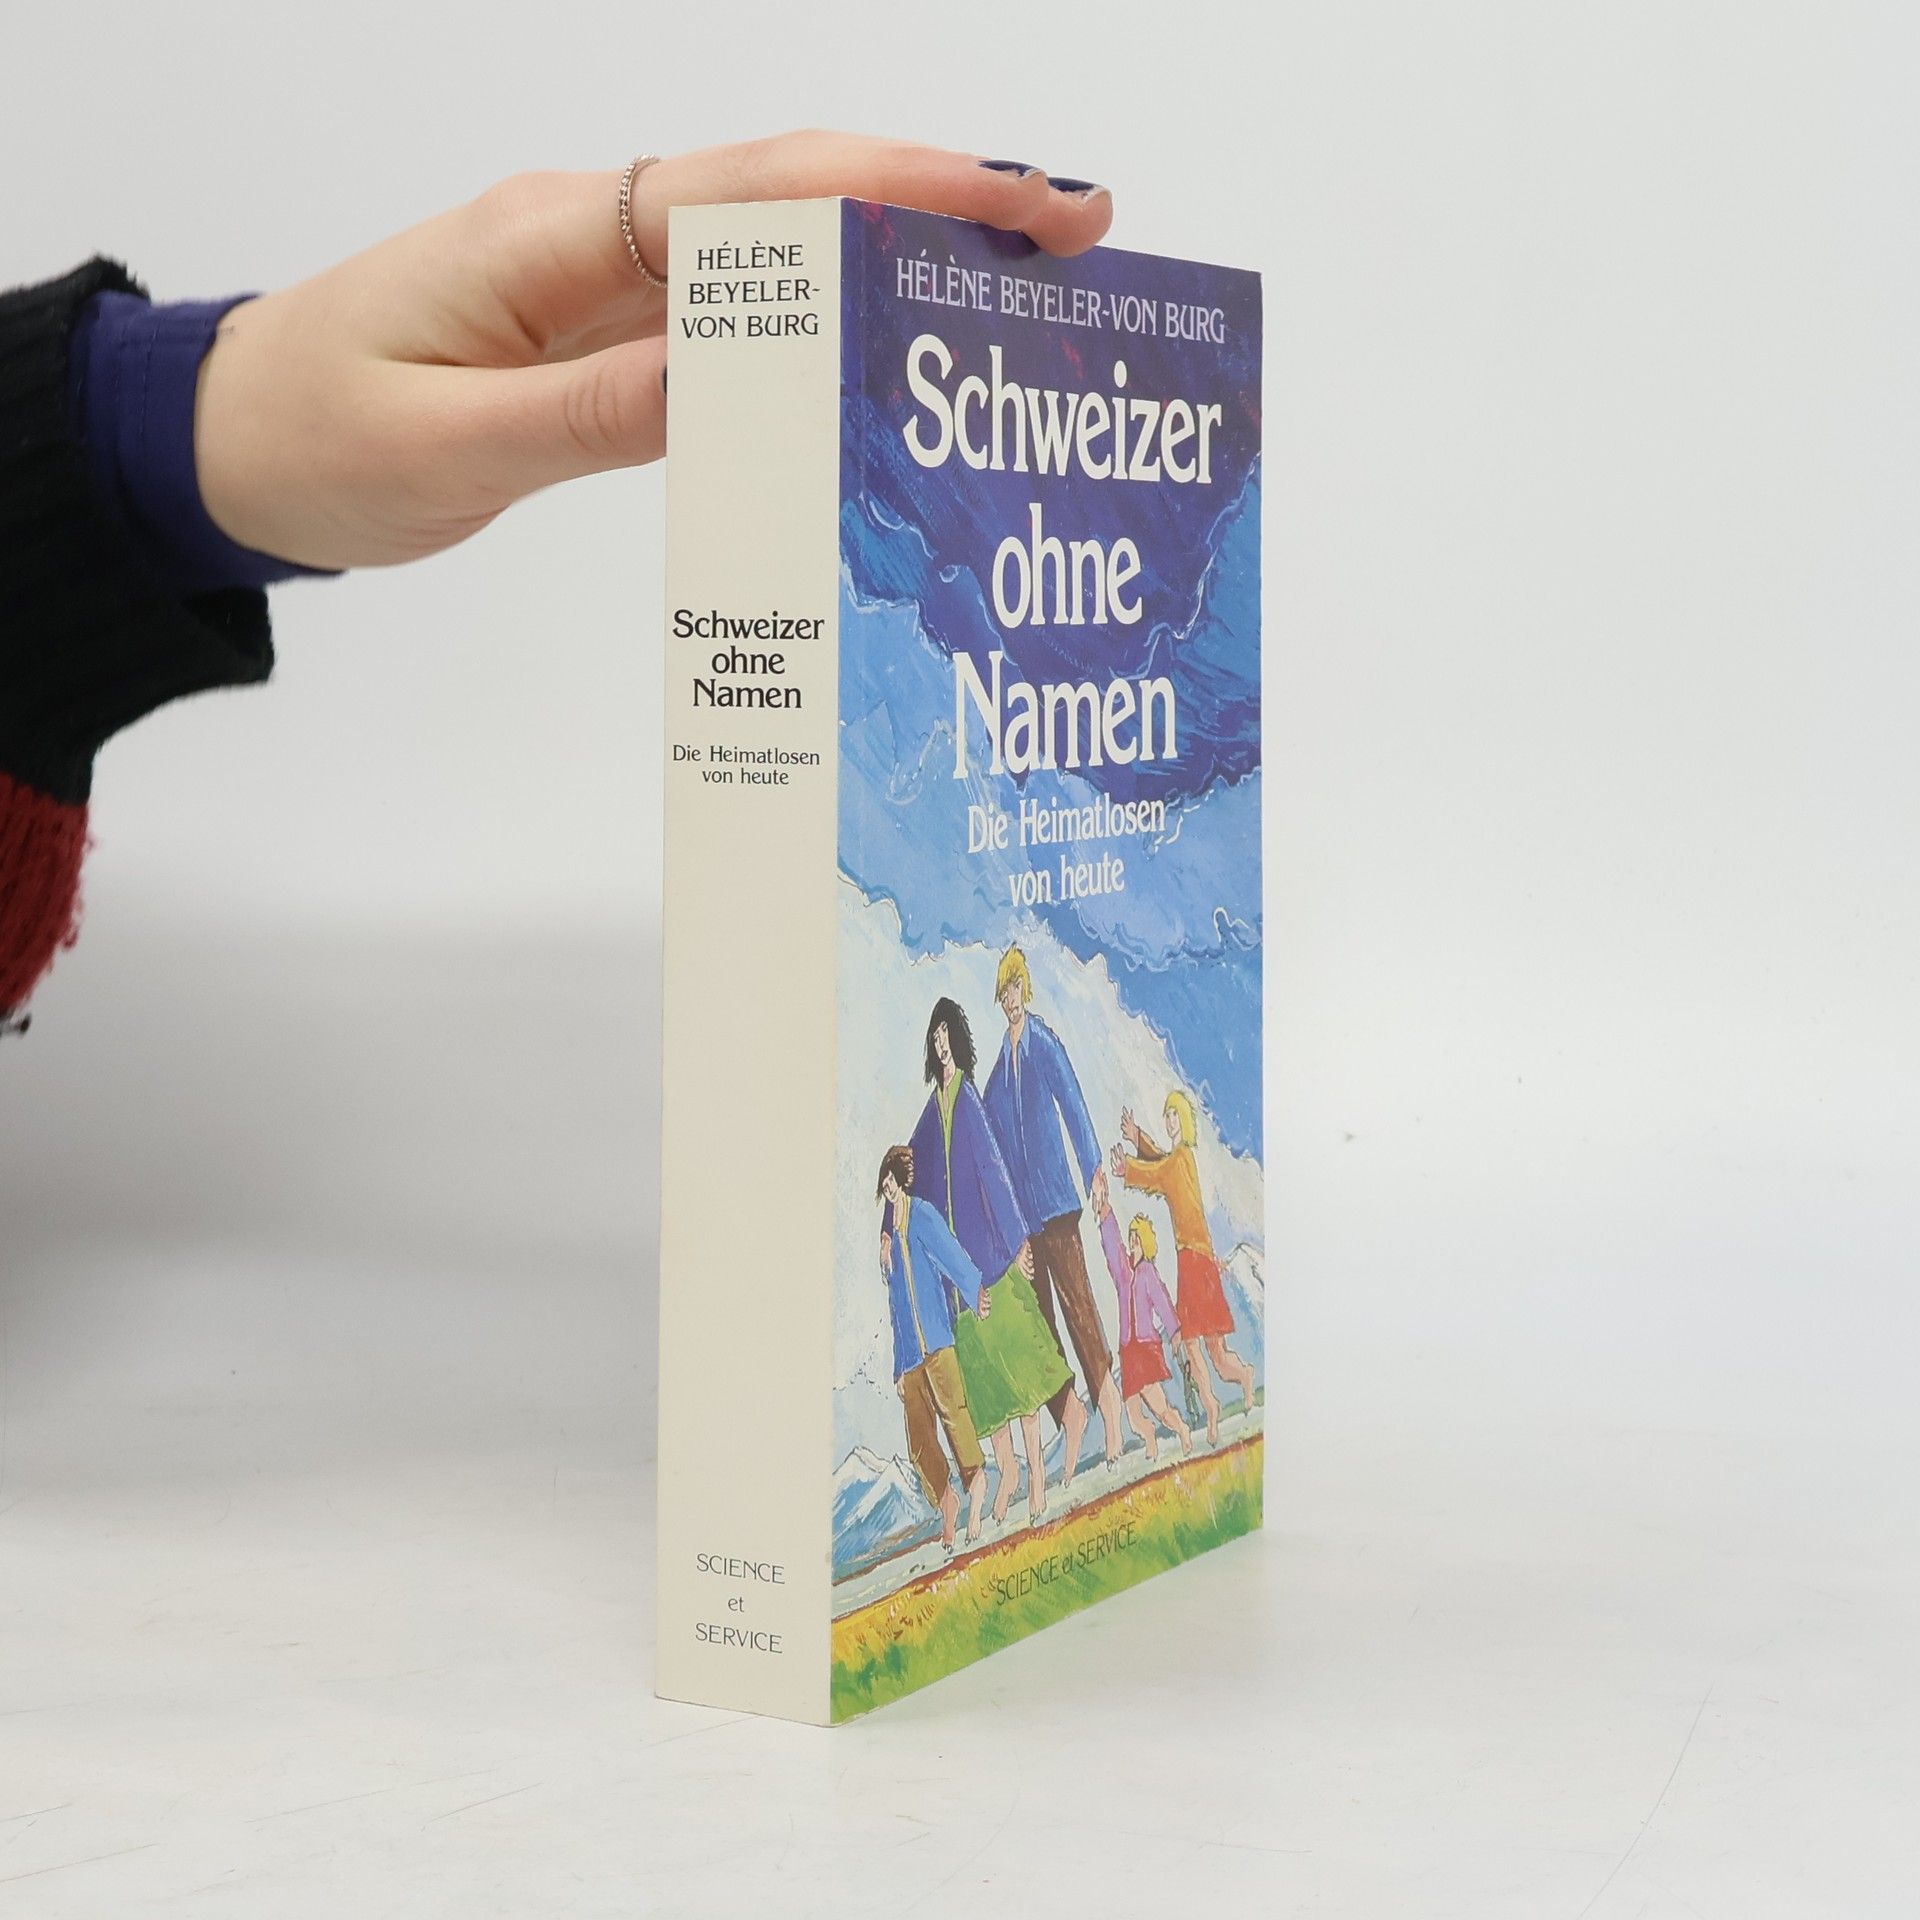 HÉLÈNE
BEYELER-
VON BURG
Schweizer
ohne
Namen
Die Heimatlosen
von heute
SCIENCE
et
SERVICE
HÉLÈNE BEYELER-VON BURG
Schweizer
ohne
Namen
Die Heimatlosen
von heute
SCIENCE et SERVICE